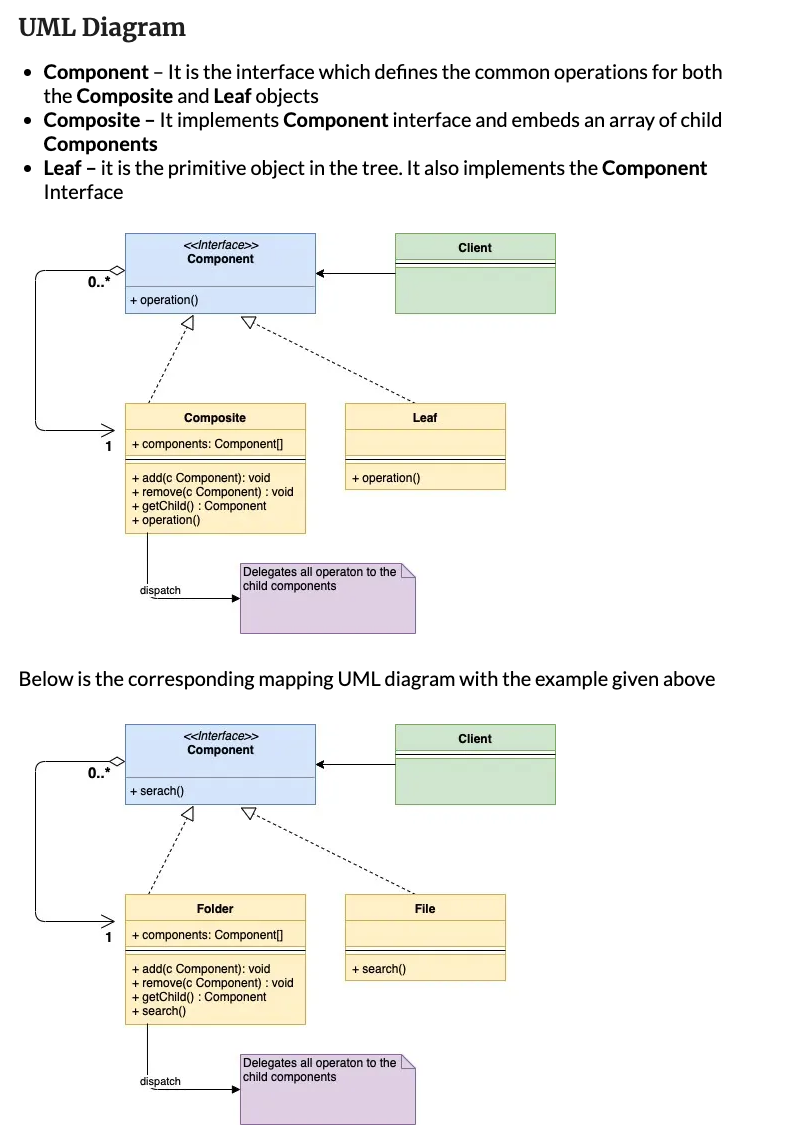 UML Diagram
• Component – It is the interface which defines the common operations for both
the Composite and Leaf objects
• Composite – It implements Component interface and embeds an array of child
Components
• Leaf – it is the primitive object in the tree. It also implements the Component
Interface
<<Interface>>
Component
+ operation()
Client
0..*
1
Composite
+ components: Component[]
+ add(c Component): void
+ remove(c Component) : void
+ getChild() : Component
+ operation()
Leaf
+ operation()
dispatch
Delegates all operaton to the
child components
Below is the corresponding mapping UML diagram with the example given above
<<Interface>>
Component
+ serach()
Client
0..*
1
Folder
+ components: Component[]
+ add(c Component): void
+ remove(c Component) : void
+ getChild() : Component
+ search()
File
+ search()
dispatch
Delegates all operaton to the
child components